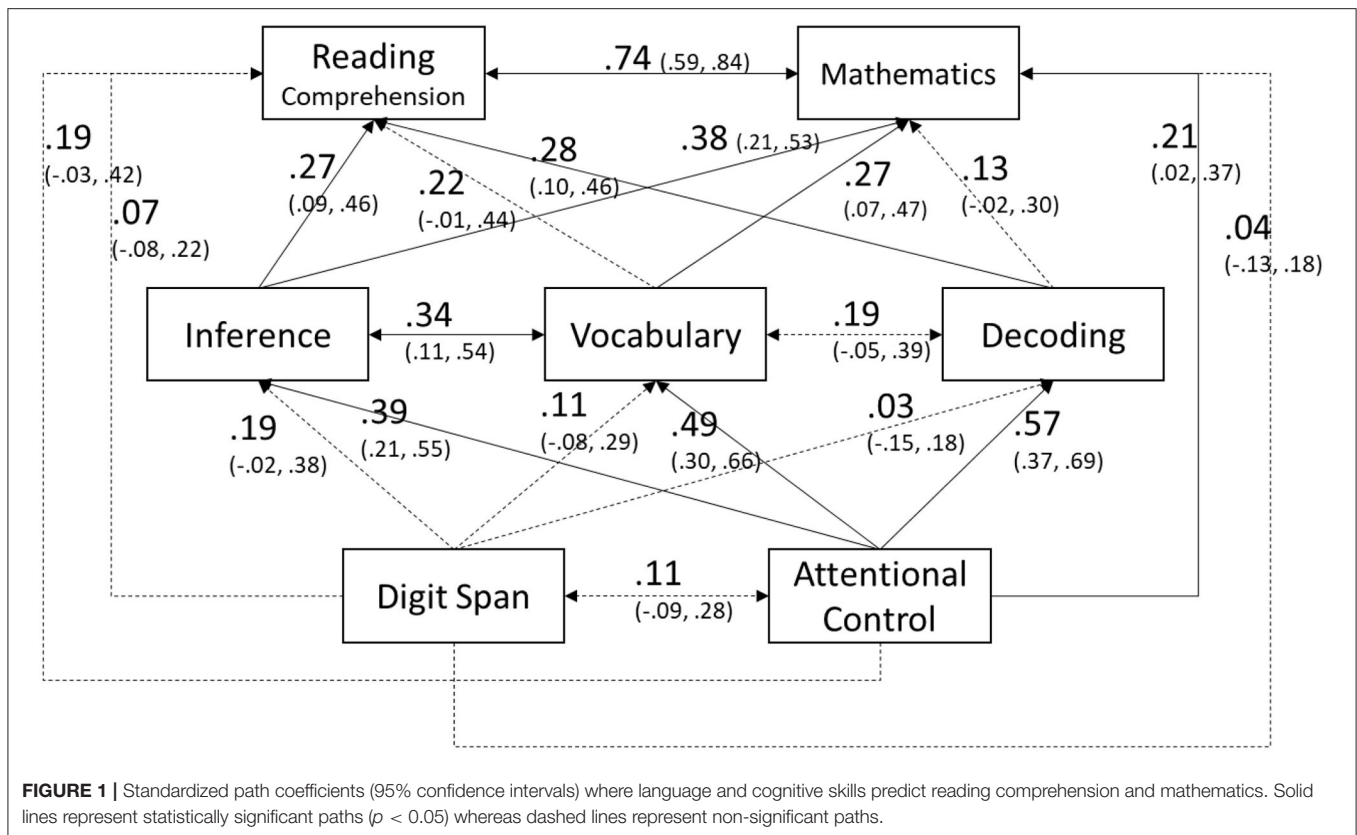 Reading
Comprehension
.74 (.59, .84)
Mathematics
.19
(-.03, .42)
.07
(-.08, .22)
.27
(.09, .46)
.22
(-.01, .44)
.28
(.10, .46)
.38 (.21, .53)
.27
(.07, .47)
.13
(-.02, .30)
.21
(.02, .37)
.04
(-.13, .18)
Inference
.34
(.11, .54)
Vocabulary
.19
(-.05, .39)
Decoding
.19
(-.02, .38)
.39
(.21, .55)
.11
(-.08, .29)
.49
(.30, .66)
.03
(-.15, .18)
.57
(.37, .69)
Digit Span
.11
(-.09, .28)
Attentional
Control
FIGURE 1 | Standardized path coefficients (95% confidence intervals) where language and cognitive skills predict reading comprehension and mathematics. Solid
lines represent statistically significant paths (p < 0.05) whereas dashed lines represent non-significant paths.